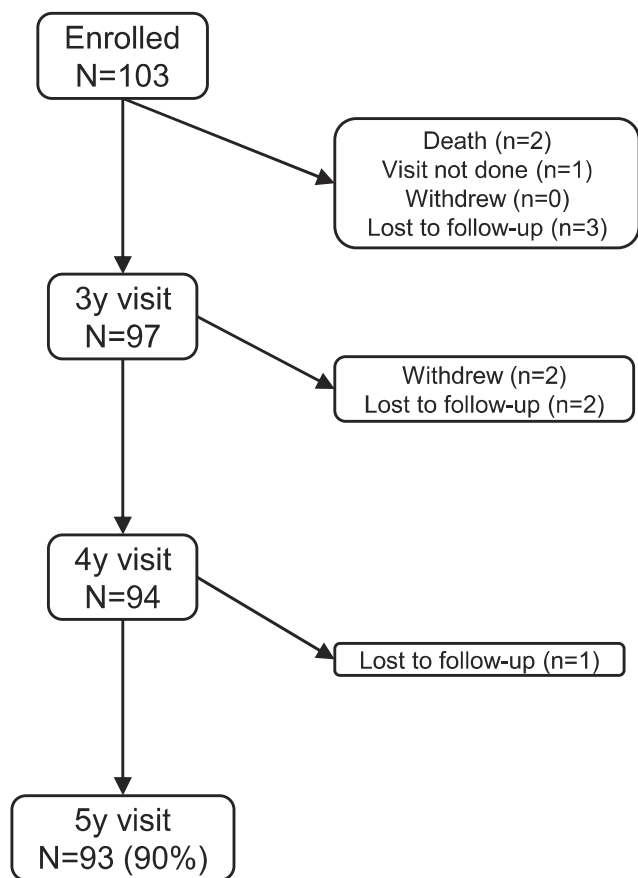 Enrolled
N=103
Death (n=2)
Visit not done (n=1)
Withdrew (n=0)
Lost to follow-up (n=3)
3y visit
N=97
Withdrew (n=2)
Lost to follow-up (n=2)
4y visit
N=94
Lost to follow-up (n=1)
5y visit
N=93 (90%)